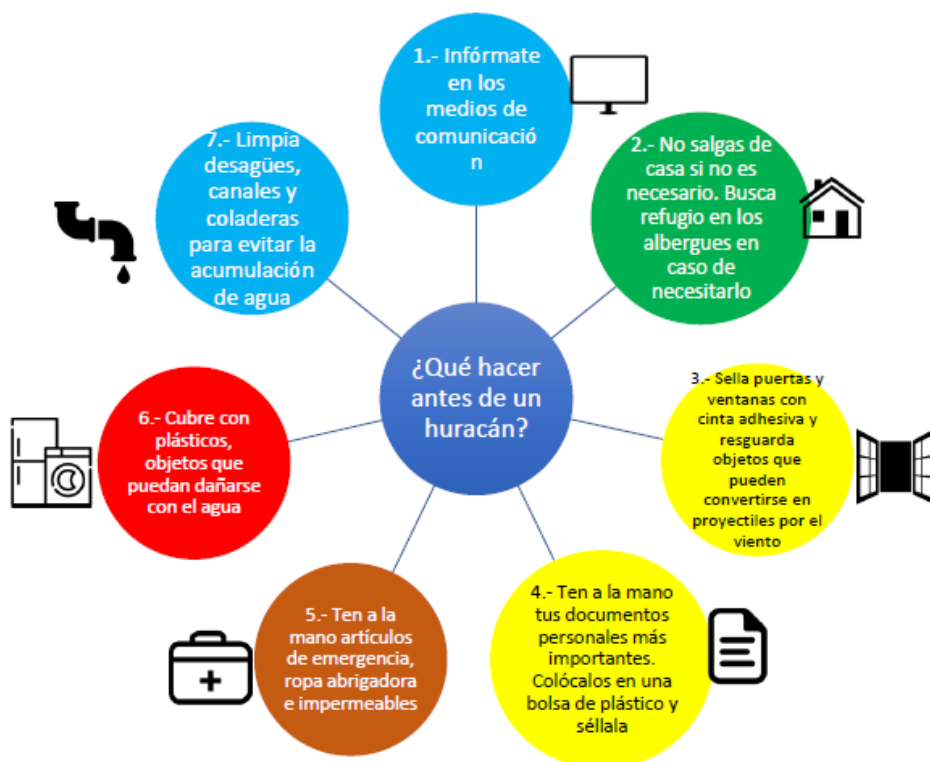 1.- Infórmate
en los
medios de
comunicació
n
2.- No salgas de
casa si no es
necesario. Busca
refugio en los
albergues en
caso de
necesitarlo
3.- Sella puertas y
ventanas con
cinta adhesiva y
resguarda
objetos que
pueden
convertirse en
proyectiles por el
viento
4.- Ten a la mano
tus documentos
personales más
importantes.
Colócalos en una
bolsa de plástico y
séllala
5.- Ten a la
mano artículos
de emergencia,
ropa abrigadora
e impermeables
6.- Cubre con
plásticos,
objetos que
puedan dañarse
con el agua
7.- Limpia
desagües,
canales y
coladeras
para evitar la
acumulación
de agua
¿Qué hacer
antes de un
huracán?